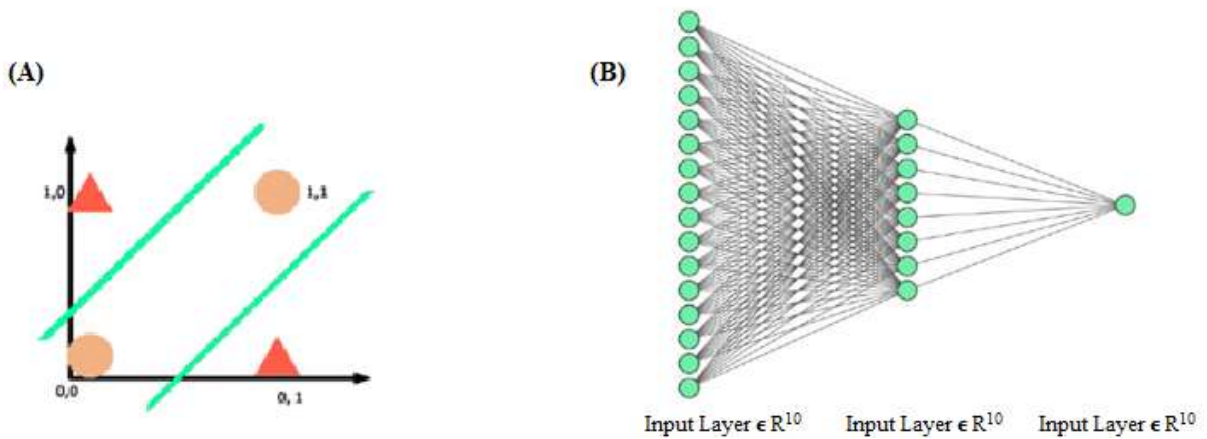 (A)
1,0
1,1
0,0
0, 1
(B)
Input Layer ϵ R¹⁰
Input Layer ϵ R¹⁰
Input Layer ϵ R¹⁰